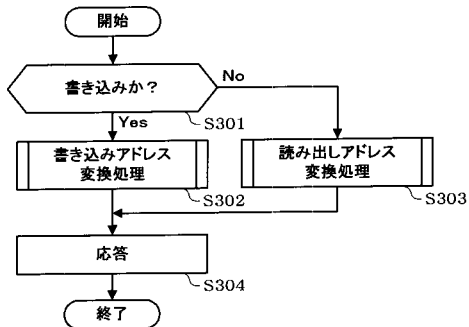 開始
書き込みか？
No
Yes
S301
書き込みアドレス
変換処理
読み出しアドレス
変換処理
S302
S303
応答
S304
終了